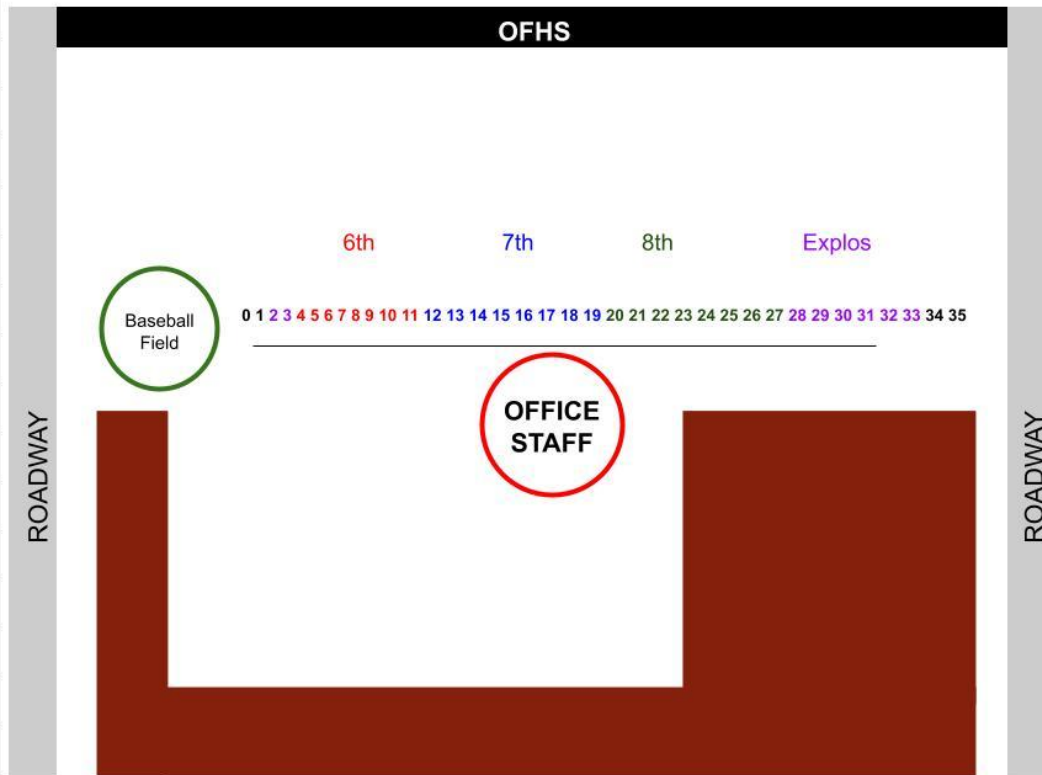 OFHS
6th 7th 8th Explos
Baseball
Field
0 1 2 3 4 5 6 7 8 9 10 11 12 13 14 15 16 17 18 19 20 21 22 23 24 25 26 27 28 29 30 31 32 33 34 35
OFFICE
STAFF
ROADWAY
ROADWAY